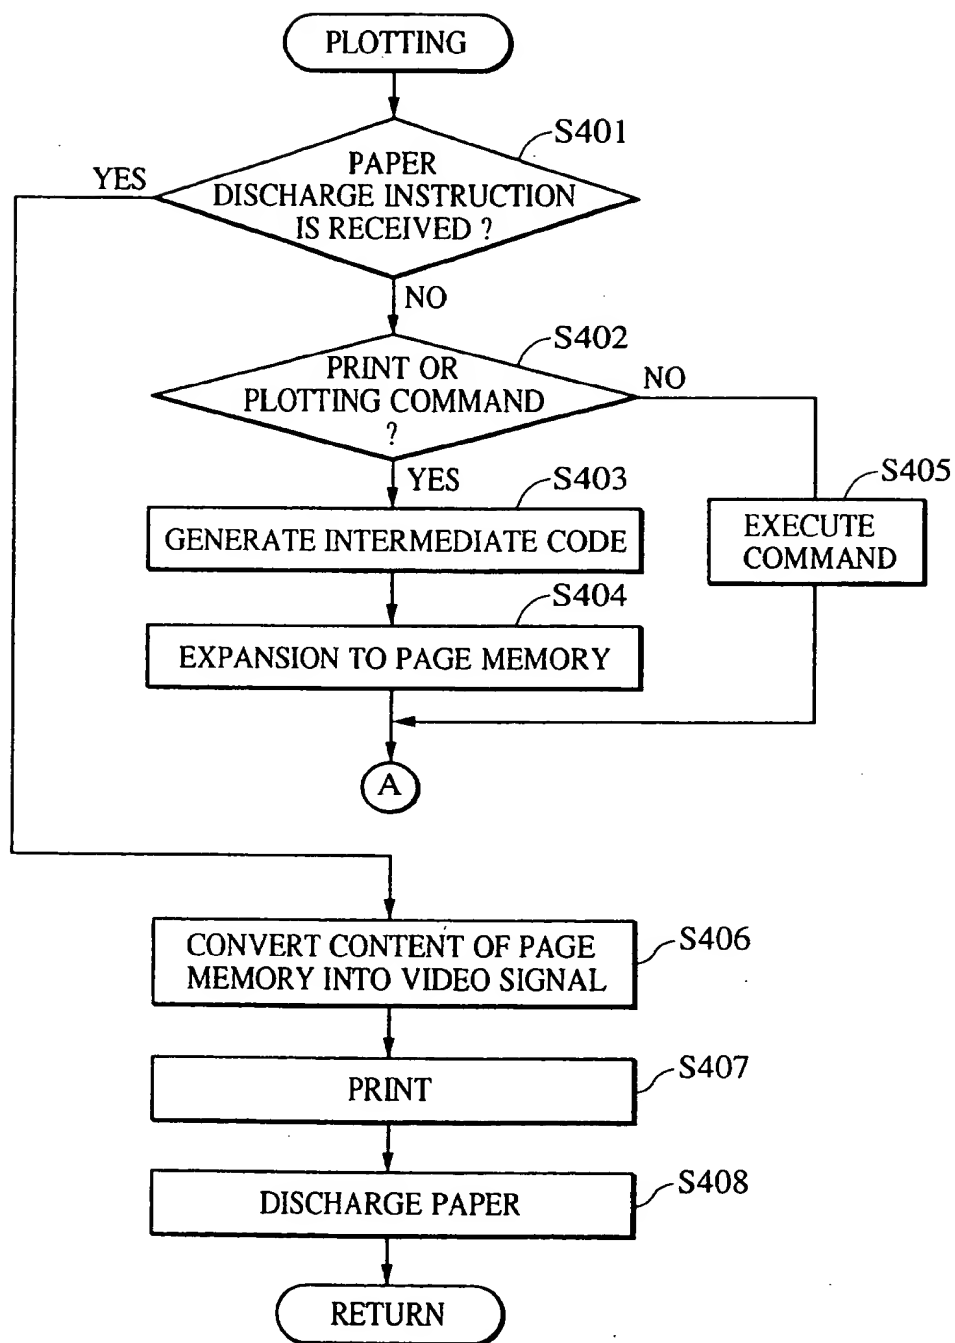 PLOTTING
S401
YES
PAPER
DISCHARGE INSTRUCTION
IS RECEIVED ?
NO
S402
PRINT OR
PLOTTING COMMAND
?
NO
YES
S403
S405
GENERATE INTERMEDIATE CODE
EXECUTE
COMMAND
S404
EXPANSION TO PAGE MEMORY
A
CONVERT CONTENT OF PAGE
MEMORY INTO VIDEO SIGNAL
S406
PRINT
S407
DISCHARGE PAPER
S408
RETURN